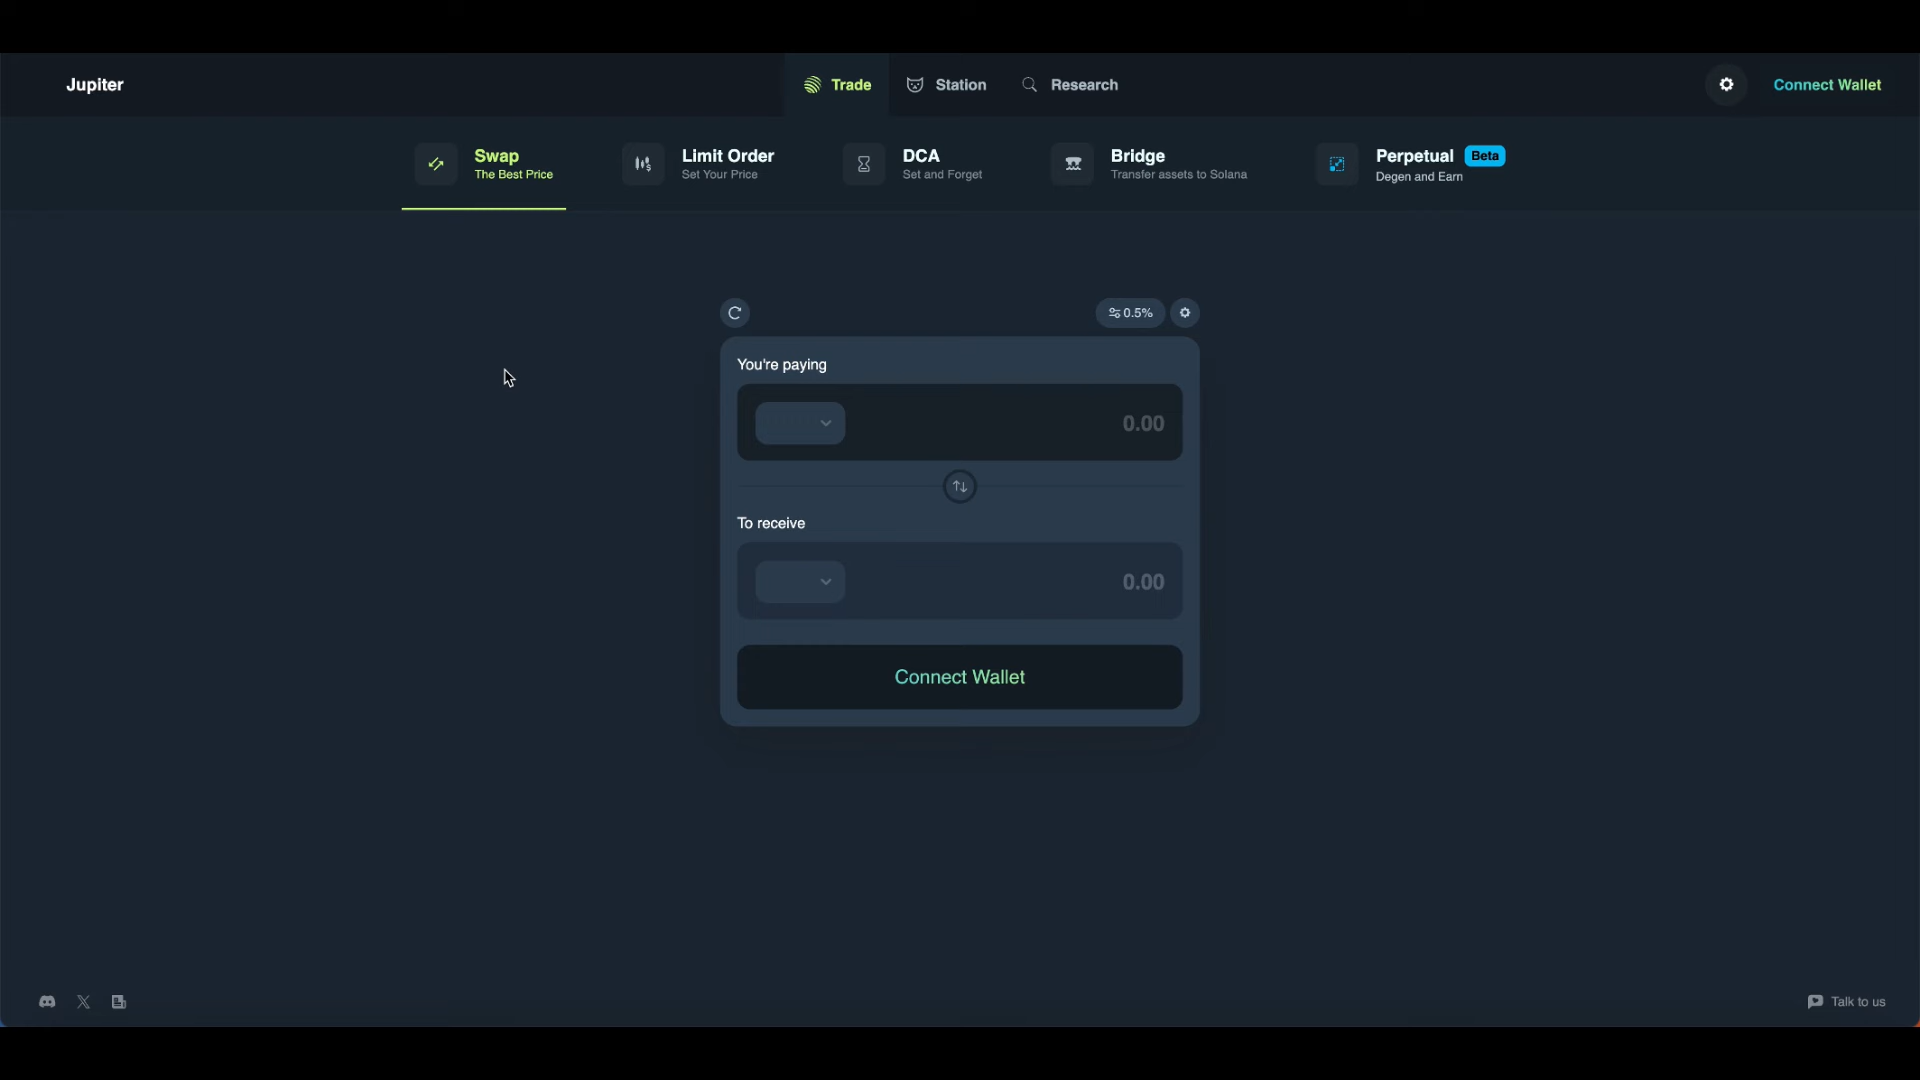 Jupiter
Trade
Station
Research
Connect Wallet
Swap
The Best Price
Limit Order
Set Your Price
DCA
Set and Forget
Bridge
Transfer assets to Solana
Perpetual Beta
Degen and Earn
0.5%
You're paying
0.00
To receive
0.00
Connect Wallet
Talk to us